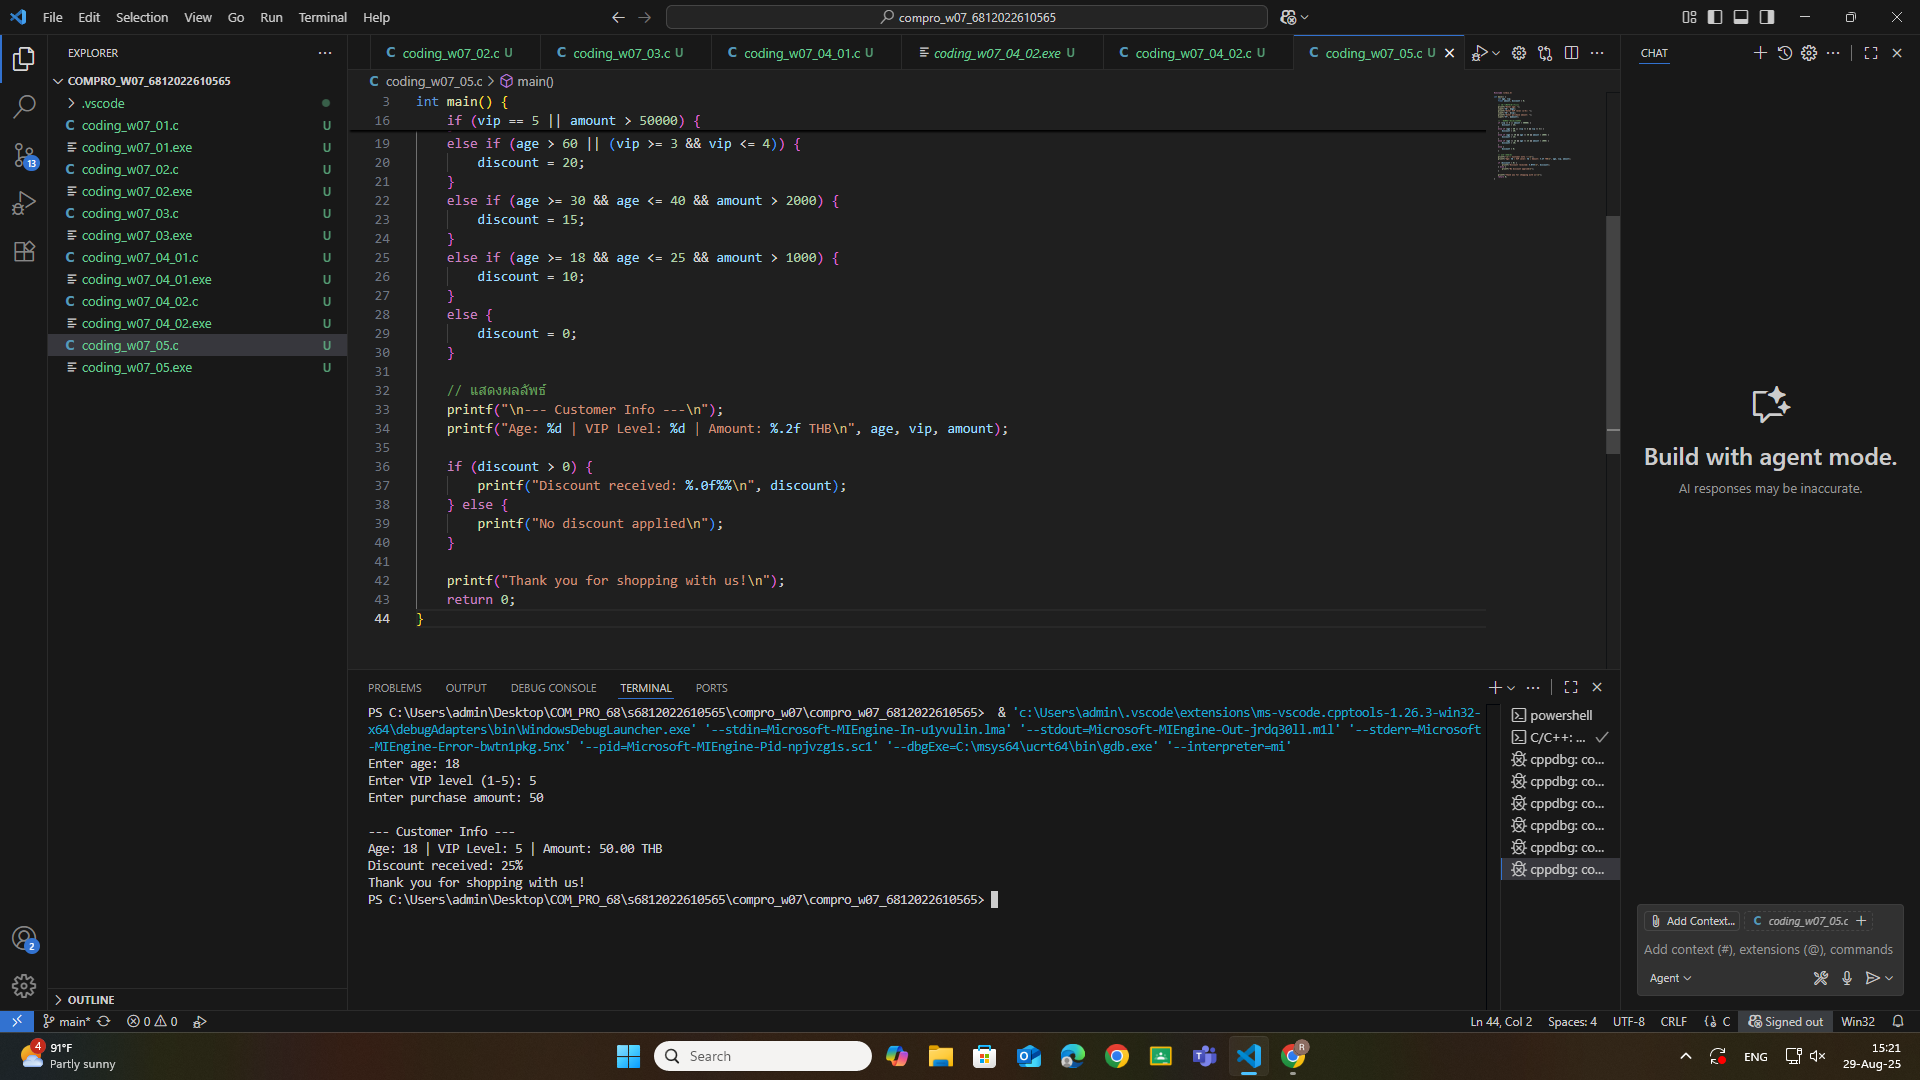 File Edit Selection View Go Run Terminal Help
compro_w07_6812022610565
EXPLORER
COMPRO_W07_6812022610565
.vscode
C coding_w07_01.c U
coding_w07_01.exe U
C coding_w07_02.c U
coding_w07_02.exe U
C coding_w07_03.c U
coding_w07_03.exe U
C coding_w07_04_01.c U
coding_w07_04_01.exe U
C coding_w07_04_02.c U
coding_w07_04_02.exe U
C coding_w07_05.c U
coding_w07_05.exe U
OUTLINE
13
2
C coding_w07_02.c U C coding_w07_03.c U C coding_w07_04_01.c U coding_w07_04_02.exe U C coding_w07_04_02.c U C coding_w07_05.c U
C coding_w07_05.c > main()
3 int main() {
16 if (vip == 5 || amount > 50000) {
19 else if (age > 60 || (vip >= 3 && vip <= 4)) {
20 discount = 20;
21 }
22 else if (age >= 30 && age <= 40 && amount > 2000) {
23 discount = 15;
24 }
25 else if (age >= 18 && age <= 25 && amount > 1000) {
26 discount = 10;
27 }
28 else {
29 discount = 0;
30 }
31
32 // แสดงผลลัพธ์
33 printf("\n--- Customer Info ---\n");
34 printf("Age: %d | VIP Level: %d | Amount: %.2f THB\n", age, vip, amount);
35
36 if (discount > 0) {
37 printf("Discount received: %.0f%%\n", discount);
38 } else {
39 printf("No discount applied\n");
40 }
41
42 printf("Thank you for shopping with us!\n");
43 return 0;
44 }
PROBLEMS OUTPUT DEBUG CONSOLE TERMINAL PORTS
PS C:\Users\admin\Desktop\COM_PRO_68\s6812022610565\compro_w07\compro_w07_6812022610565> & 'c:\Users\admin\.vscode\extensions\ms-vscode.cpptools-1.26.3-win32-
x64\debugAdapters\bin\WindowsDebugLauncher.exe' '--stdin=Microsoft-MIEngine-In-u1yvulin.lma' '--stdout=Microsoft-MIEngine-Out-jrdq30ll.m1l' '--stderr=Microsoft
-MIEngine-Error-bwtn1pkg.5nx' '--pid=Microsoft-MIEngine-Pid-npjvzg1s.sc1' '--dbgExe=C:\msys64\ucrt64\bin\gdb.exe' '--interpreter=mi'
Enter age: 18
Enter VIP level (1-5): 5
Enter purchase amount: 50
--- Customer Info ---
Age: 18 | VIP Level: 5 | Amount: 50.00 THB
Discount received: 25%
Thank you for shopping with us!
PS C:\Users\admin\Desktop\COM_PRO_68\s6812022610565\compro_w07\compro_w07_6812022610565>
powershell
C/C++: ...
cppdbg: co...
cppdbg: co...
cppdbg: co...
cppdbg: co...
cppdbg: co...
cppdbg: co...
CHAT
Build with agent mode.
AI responses may be inaccurate.
Add Context... C coding_w07_05.c
Add context (#), extensions (@), commands
Agent
main* 0 0 Ln 44, Col 2 Spaces: 4 UTF-8 CRLF {} C Signed out Win32
4 91°F
Partly sunny
Search
R
ENG
15:21
29-Aug-25